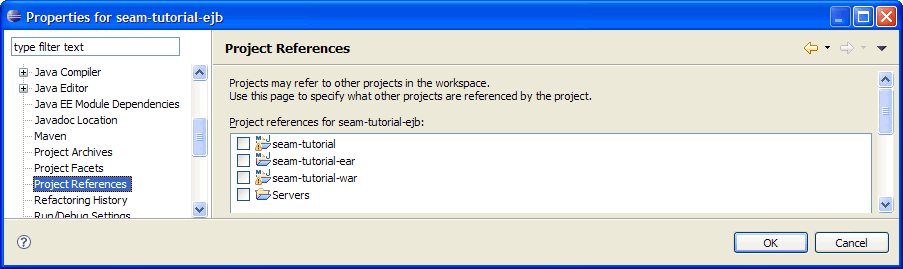 Properties for seam-tutorial-ejb
type filter text
Java Compiler
Java Editor
Java EE Module Dependencies
Javadoc Location
Maven
Project Archives
Project Facets
Project References
Refactoring History
Run/Debug Settings
Project References
Projects may refer to other projects in the workspace.
Use this page to specify what other projects are referenced by the project.
Project references for seam-tutorial-ejb:
seam-tutorial
seam-tutorial-ear
seam-tutorial-war
Servers
OK
Cancel